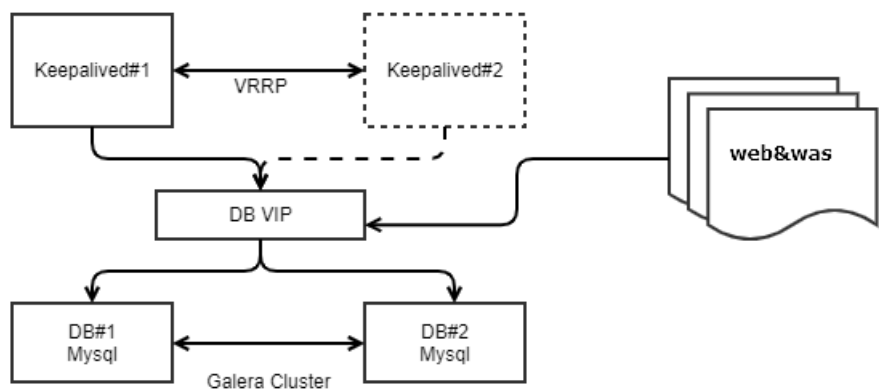 Keepalived#1
Keepalived#2
VRRP
web&was
DB VIP
DB#1
Mysql
DB#2
Mysql
Galera Cluster